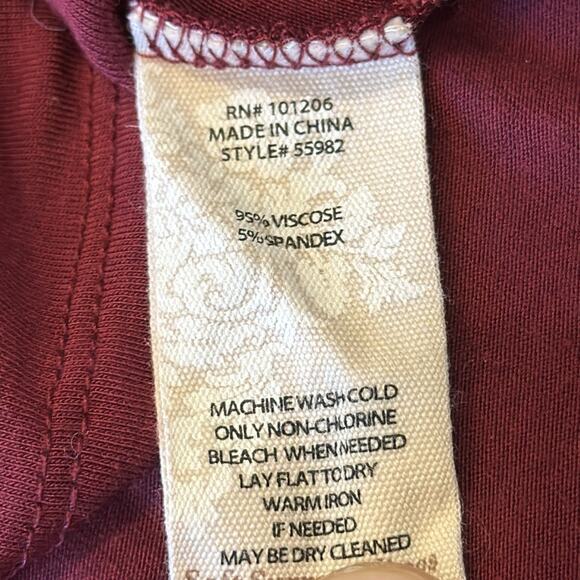 RN# 101206
MADE IN CHINA
STYLE# 55982
95% VISCOSE
5% SPANDEX
MACHINE WASH COLD
ONLY NON-CHLORINE
BLEACH WHEN NEEDED
LAY FLAT TO DRY
WARM IRON
IF NEEDED
MAY BE DRY CLEANED